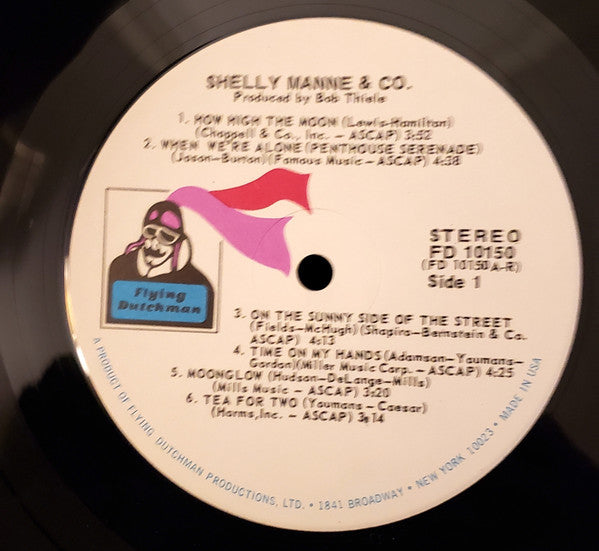 SHELLY MANNE & CO.
Produced by Bob Thiele
1. HOW HIGH THE MOON (Lewis-Hamilton)
(Chappell & Co., Inc. - ASCAP) 3:52
2. WHEN WE'RE ALONE (PENTHOUSE SERENADE)
(Jason-Burton) (Famous Music - ASCAP) 4:38
STEREO
FD 10150
(FD 10150 A-R)
Side 1
Flying
Dutchman
3. ON THE SUNNY SIDE OF THE STREET
(Fields-McHugh) (Shapiro-Bernstein & Co.
ASCAP) 4:13
4. TIME ON MY HANDS (Adamson-Youmans-
Gordon) (Miller Music Corp. - ASCAP) 4:25
5. MOONGLOW (Hudson-DeLange-Mills)
(Mills Music - ASCAP) 3:20
6. TEA FOR TWO (Youmans - Caesar)
(Harms, Inc. - ASCAP) 3:14
A PRODUCT OF FLYING DUTCHMAN PRODUCTIONS, LTD. • 1841 BROADWAY • NEW YORK 10023 • MADE IN USA